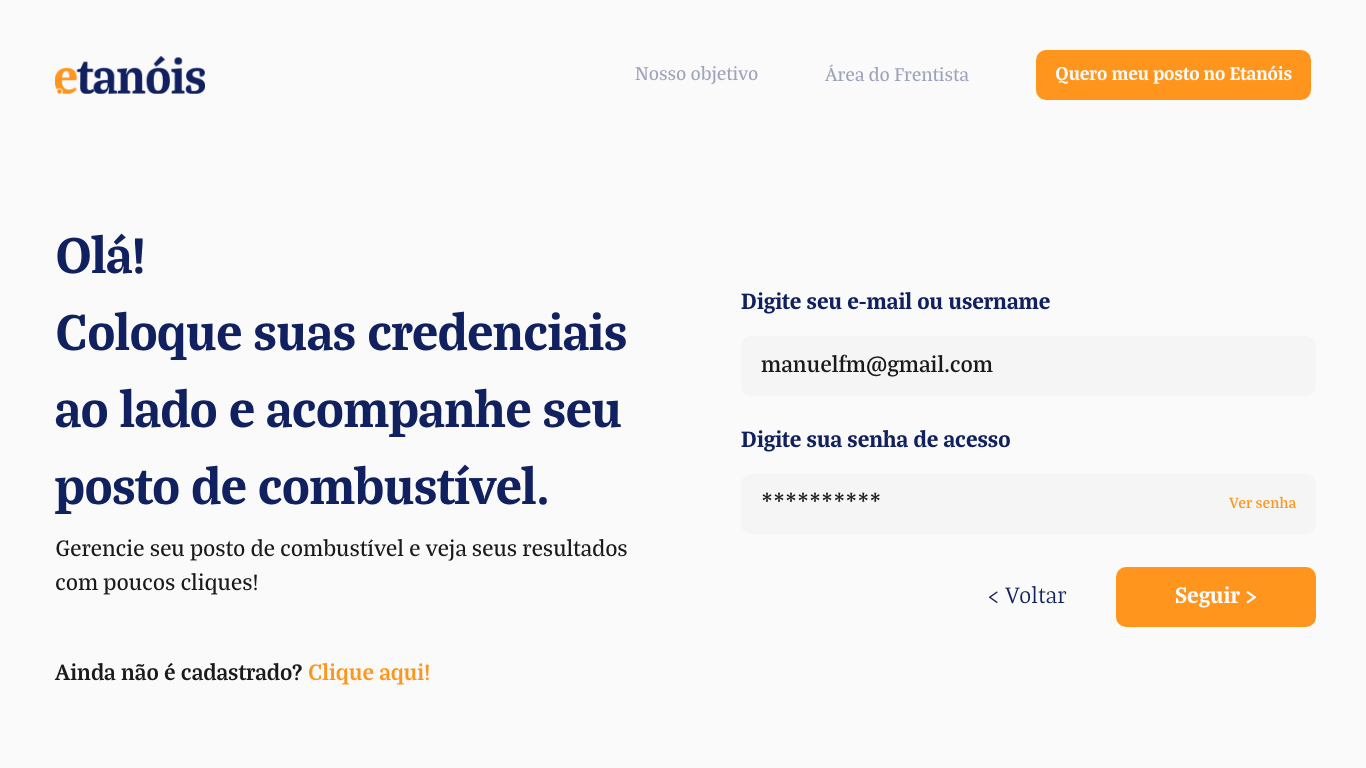 etanóis
Nosso objetivo
Área do Frentista
Quero meu posto no Etanóis
Olá!
Coloque suas credenciais
ao lado e acompanhe seu
posto de combustível.
Gerencie seu posto de combustível e veja seus resultados
com poucos cliques!
Ainda não é cadastrado? Clique aqui!
Digite seu e-mail ou username
manuelfm@gmail.com
Digite sua senha de acesso
**********
Ver senha
< Voltar
Seguir >